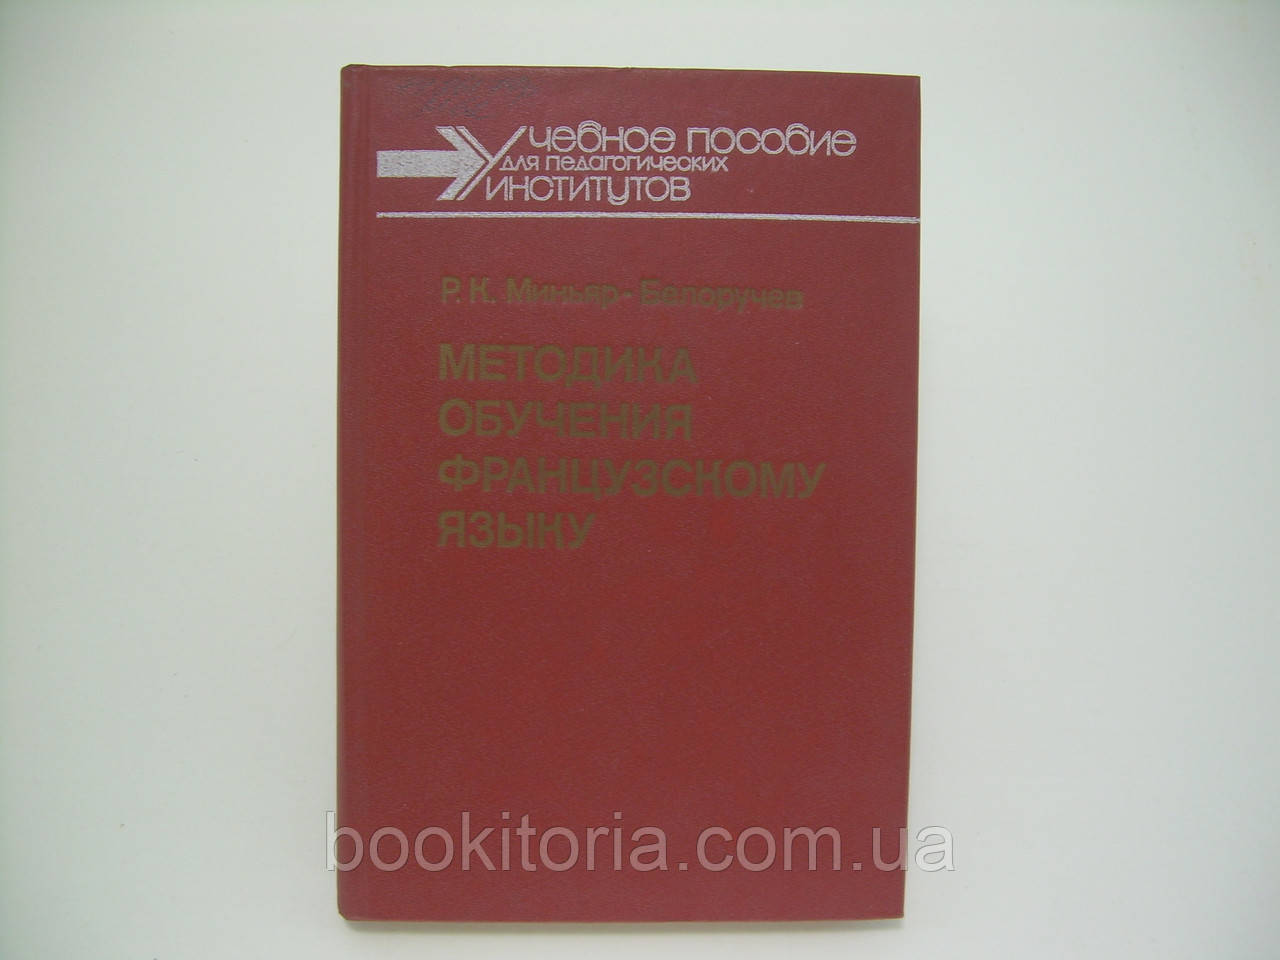 Учебное пособие
для педагогических
институтов
Р. К. Миньяр-Белоручев
МЕТОДИКА
ОБУЧЕНИЯ
ФРАНЦУЗСКОМУ
ЯЗЫКУ
bookitoria.com.ua